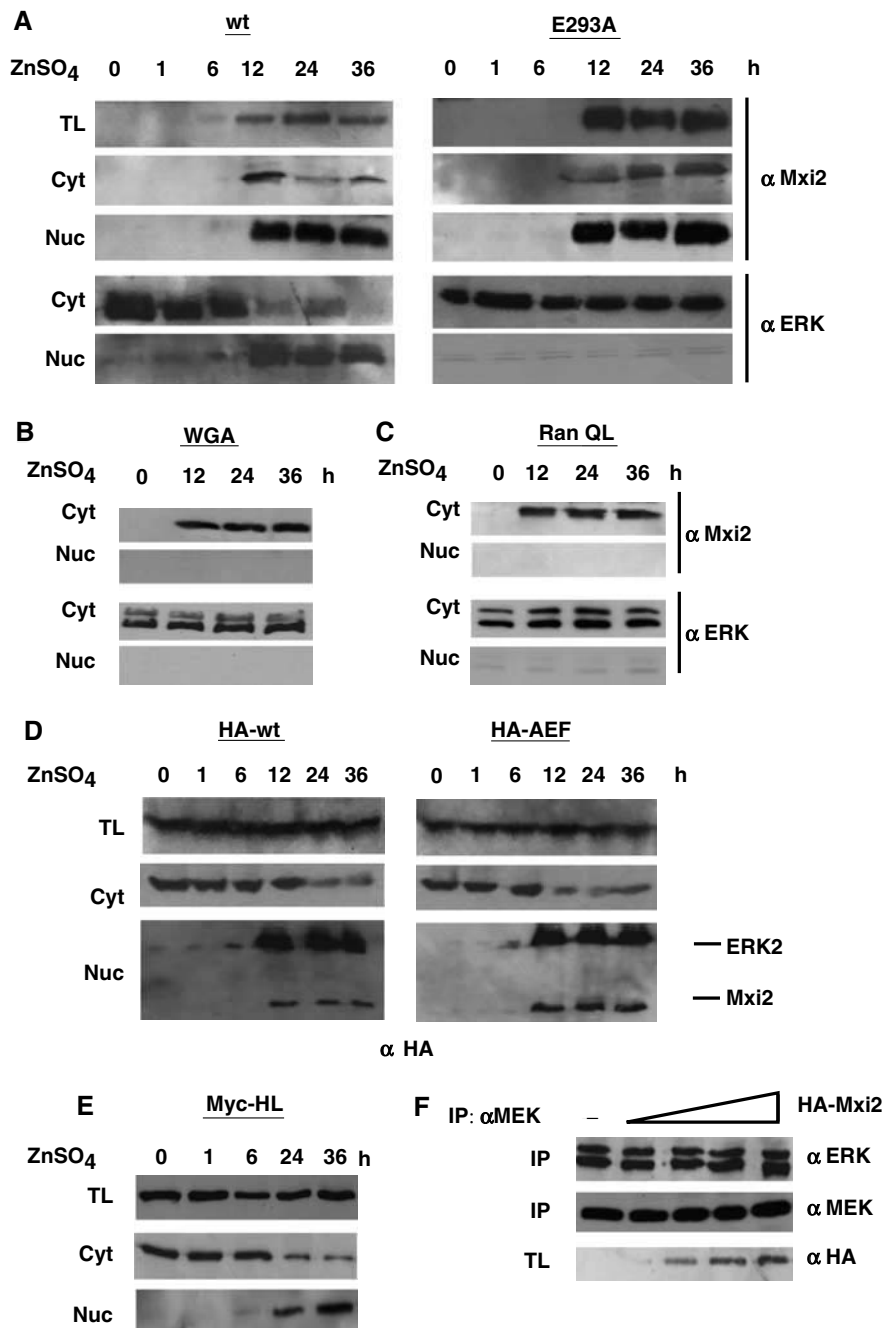 A
wt
E293A
ZnSO4 0 1 6 12 24 36 0 1 6 12 24 36 h
TL
Cyt
α Mxi2
Nuc
Cyt
α ERK
Nuc
B
WGA
ZnSO4 0 12 24 36 h
Cyt
Nuc
Cyt
Nuc
C
Ran QL
ZnSO4 0 12 24 36 h
Cyt
α Mxi2
Nuc
Cyt
α ERK
Nuc
D
HA-wt
HA-AEF
ZnSO4 0 1 6 12 24 36 0 1 6 12 24 36 h
TL
Cyt
Nuc
ERK2
Mxi2
α HA
E
Myc-HL
ZnSO4 0 1 6 24 36 h
TL
Cyt
Nuc
F
IP: αMEK – HA-Mxi2
IP α ERK
IP α MEK
TL α HA